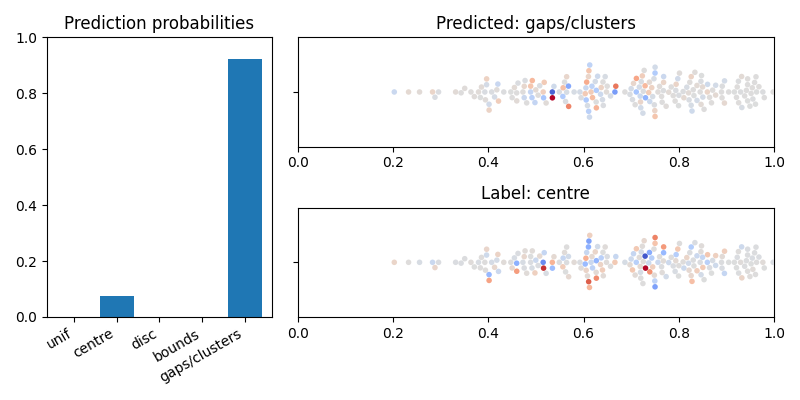 Prediction probabilities
1.0
0.8
0.6
0.4
0.2
0.0
unif
centre
disc
bounds
gaps/clusters
Predicted: gaps/clusters
0.0 0.2 0.4 0.6 0.8 1.0
Label: centre
0.0 0.2 0.4 0.6 0.8 1.0